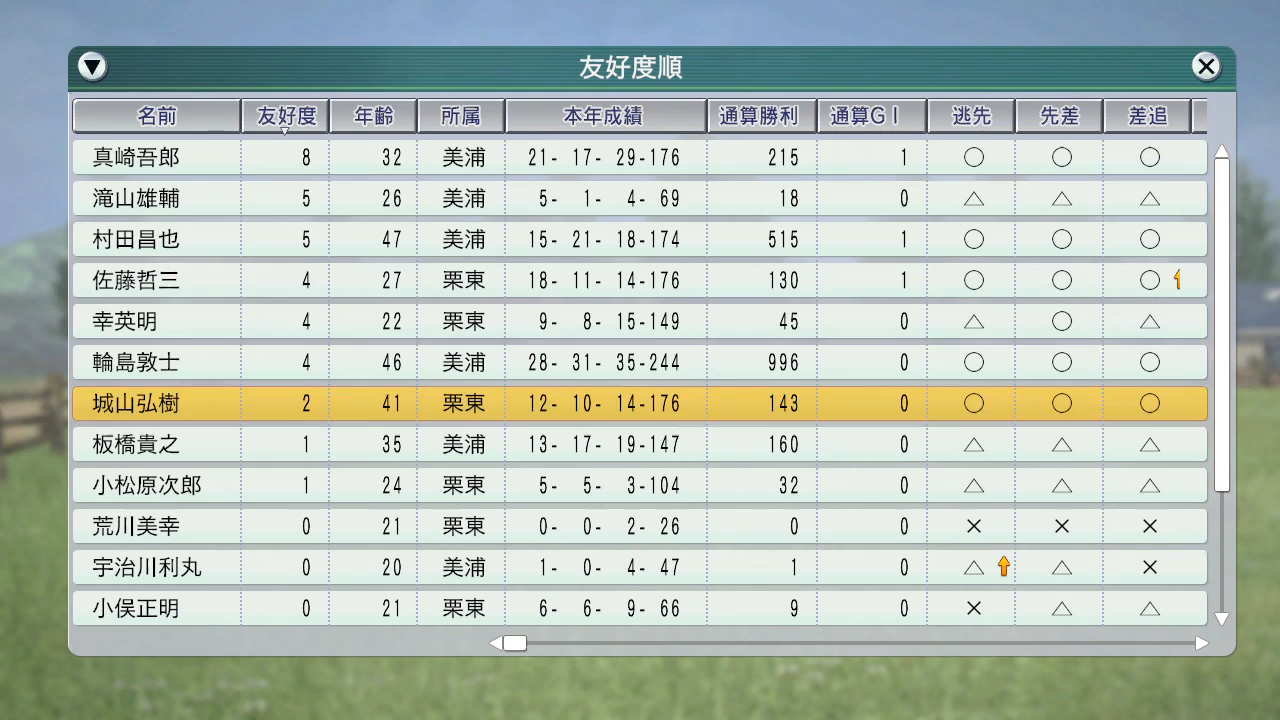 友好度順
名前 友好度 年齢 所属 本年成績 通算勝利 通算GⅠ 逃先 先差 差追
真崎吾郎 8 32 美浦 21- 17- 29-176 215 1 ○ ○ ○
滝山雄輔 5 26 美浦 5- 1- 4- 69 18 0 △ △ △
村田昌也 5 47 美浦 15- 21- 18-174 515 1 ○ ○ ○
佐藤哲三 4 27 栗東 18- 11- 14-176 130 1 ○ ○ ○
幸英明 4 22 栗東 9- 8- 15-149 45 0 △ ○ △
輪島敦士 4 46 美浦 28- 31- 35-244 996 0 ○ ○ ○
城山弘樹 2 41 栗東 12- 10- 14-176 143 0 ○ ○ ○
板橋貴之 1 35 美浦 13- 17- 19-147 160 0 △ △ △
小松原次郎 1 24 栗東 5- 5- 3-104 32 0 △ △ △
荒川美幸 0 21 栗東 0- 0- 2- 26 0 0 × × ×
宇治川利丸 0 20 美浦 1- 0- 4- 47 1 0 △ △ ×
小俣正明 0 21 栗東 6- 6- 9- 66 9 0 × △ △